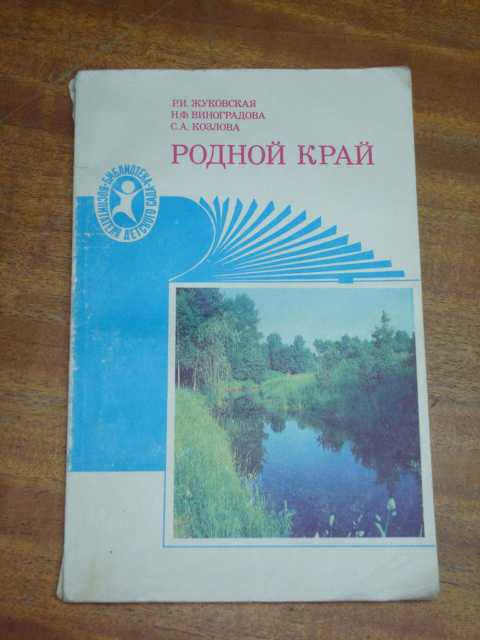 Р.И. ЖУКОВСКАЯ
Н.Ф. ВИНОГРАДОВА
С.А. КОЗЛОВА
РОДНОЙ КРАЙ
·БИБЛИОТЕКА·
ВОСПИТАТЕЛЯ ДЕТСКОГО САДА